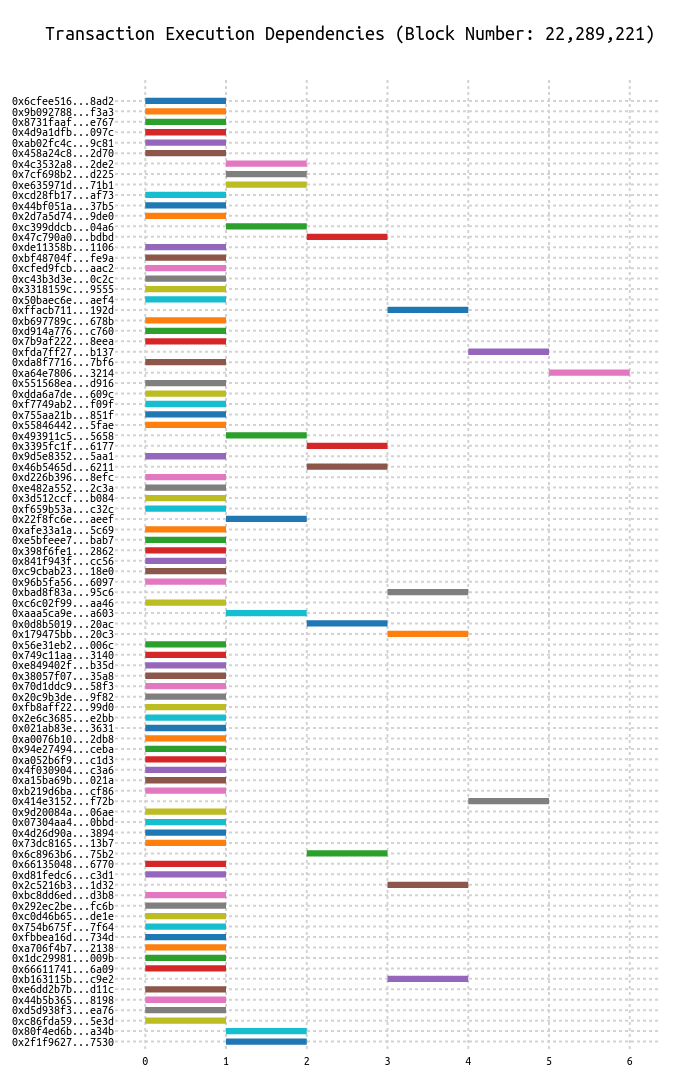 Transaction Execution Dependencies (Block Number: 22,289,221)
0x6cfee516...8ad2
0x9b092788...f3a3
0x8731faaf...e767
0x4d9a1dfb...097c
0xab02fc4c...9c81
0x458a24c8...2d70
0x4c3532a8...2de2
0x7cf698b2...d225
0xe635971d...71b1
0xcd28fb17...af73
0x44bf051a...37b5
0x2d7a5d74...9de0
0xc399ddcb...04a6
0x47c790a0...bdbd
0xde11358b...1106
0xbf48704f...fe9a
0xcfed9fcb...aac2
0xc43b3d3e...0c2c
0x3318159c...9555
0x50baec6e...aef4
0xffacb711...192d
0xb697789c...678b
0xd914a776...c760
0x7b9af222...8eea
0xfda7ff27...b137
0xda8f7716...7bf6
0xa64e7806...3214
0x551568ea...d916
0xdda6a7de...609c
0xf7749ab2...f09f
0x755aa21b...851f
0x55846442...5fae
0x493911c5...5658
0x3395fc1f...6177
0x9d5e8352...5aa1
0x46b5465d...6211
0xd226b396...8efc
0xe482a552...2c3a
0x3d512ccf...b084
0xf659b53a...c32c
0x22f8fc6e...aeef
0xafe33a1a...5c69
0xe5bfeee7...bab7
0x398f6fe1...2862
0x841f943f...cc56
0xc9cbab23...18e0
0x96b5fa56...6097
0xbad8f83a...95c6
0xc6c02f99...aa46
0xaaa5ca9e...a603
0x0d8b5019...20ac
0x179475bb...20c3
0x56e31eb2...006c
0x749c11aa...3140
0xe849402f...b35d
0x38057f07...35a8
0x70d1ddc9...58f3
0x20c9b3de...9f82
0xfb8aff22...99d0
0x2e6c3685...e2bb
0x021ab83e...3631
0xa0076b10...2db8
0x94e27494...ceba
0xa052b6f9...c1d3
0x4f030904...c3a6
0xa15ba69b...021a
0xb219d6ba...cf86
0x414e3152...f72b
0x9d20084a...06ae
0x07304aa4...0bbd
0x4d26d90a...3894
0x73dc8165...13b7
0x6c8963b6...75b2
0x66135048...6770
0xd81fedc6...c3d1
0x2c5216b3...1d32
0xbc8dd6ed...d3b8
0x292ec2be...fc6b
0xc0d46b65...de1e
0x754b675f...7f64
0xfbbea16d...734d
0xa706f4b7...2138
0x1dc29981...009b
0x66611741...6a09
0xb163115b...c9e2
0xe6dd2b7b...d11c
0x44b5b365...8198
0xd5d938f3...ea76
0xc86fda59...5e3d
0x80f4ed6b...a34b
0x2f1f9627...7530
0 1 2 3 4 5 6